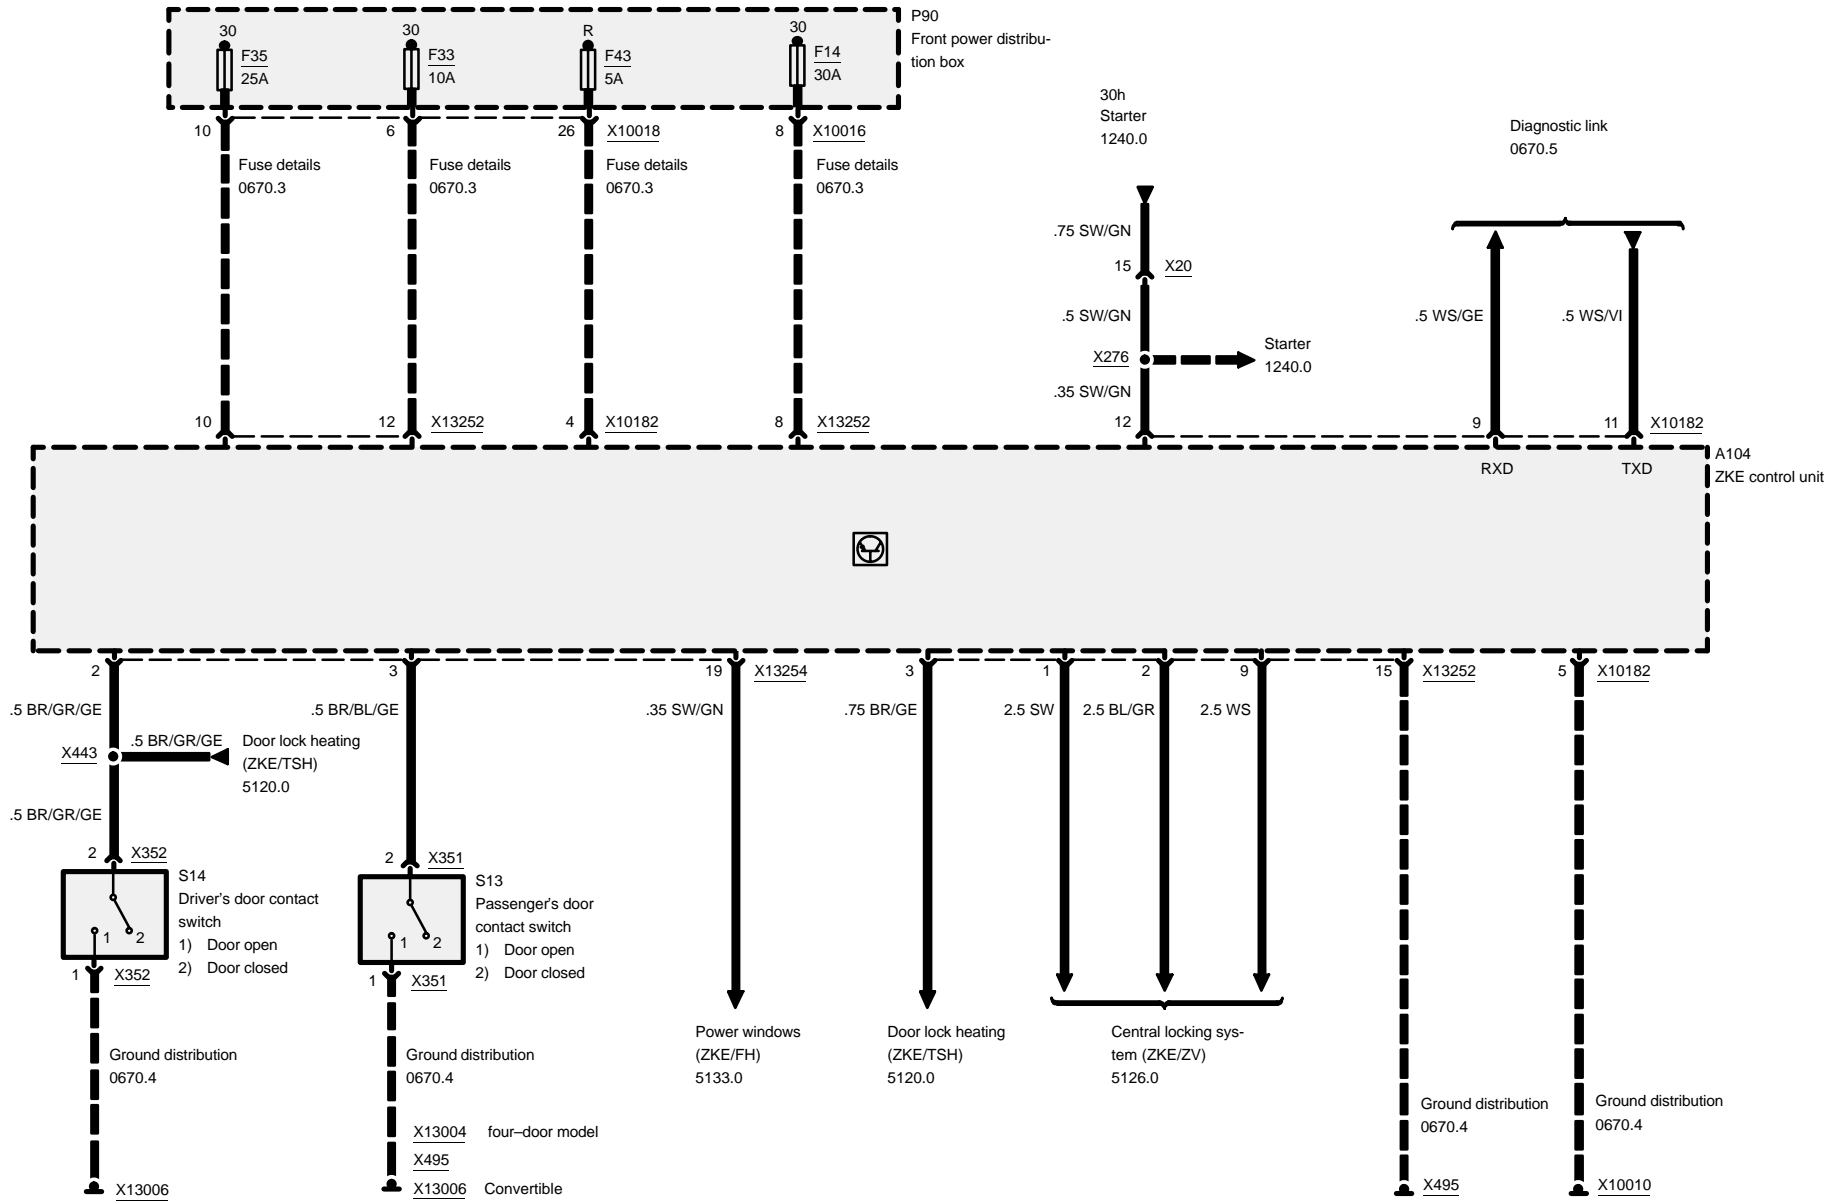 P90
Front power distribu-
tion box
30
F35
25A
30
F33
10A
R
F43
5A
30
F14
30A
10
6
26
X10018
8
X10016
Fuse details
0670.3
Fuse details
0670.3
Fuse details
0670.3
Fuse details
0670.3
30h
Starter
1240.0
Diagnostic link
0670.5
.75 SW/GN
15
X20
.5 SW/GN
X276
Starter
1240.0
.35 SW/GN
.5 WS/GE
.5 WS/VI
10
12
X13252
4
X10182
8
X13252
12
9
11
X10182
RXD
TXD
A104
ZKE control unit
2
3
19
X13254
3
1
2
9
15
X13252
5
X10182
.5 BR/GR/GE
.5 BR/BL/GE
.35 SW/GN
.75 BR/GE
2.5 SW
2.5 BL/GR
2.5 WS
X443
.5 BR/GR/GE
Door lock heating
(ZKE/TSH)
5120.0
.5 BR/GR/GE
2
X352
S14
Driver's door contact
switch
1) Door open
2) Door closed
1
2
1
X352
2
X351
S13
Passenger's door
contact switch
1) Door open
2) Door closed
1
2
1
X351
Ground distribution
0670.4
X13006
Ground distribution
0670.4
X13004 four–door model
X495
X13006 Convertible
Power windows
(ZKE/FH)
5133.0
Door lock heating
(ZKE/TSH)
5120.0
Central locking sys-
tem (ZKE/ZV)
5126.0
Ground distribution
0670.4
X495
Ground distribution
0670.4
X10010